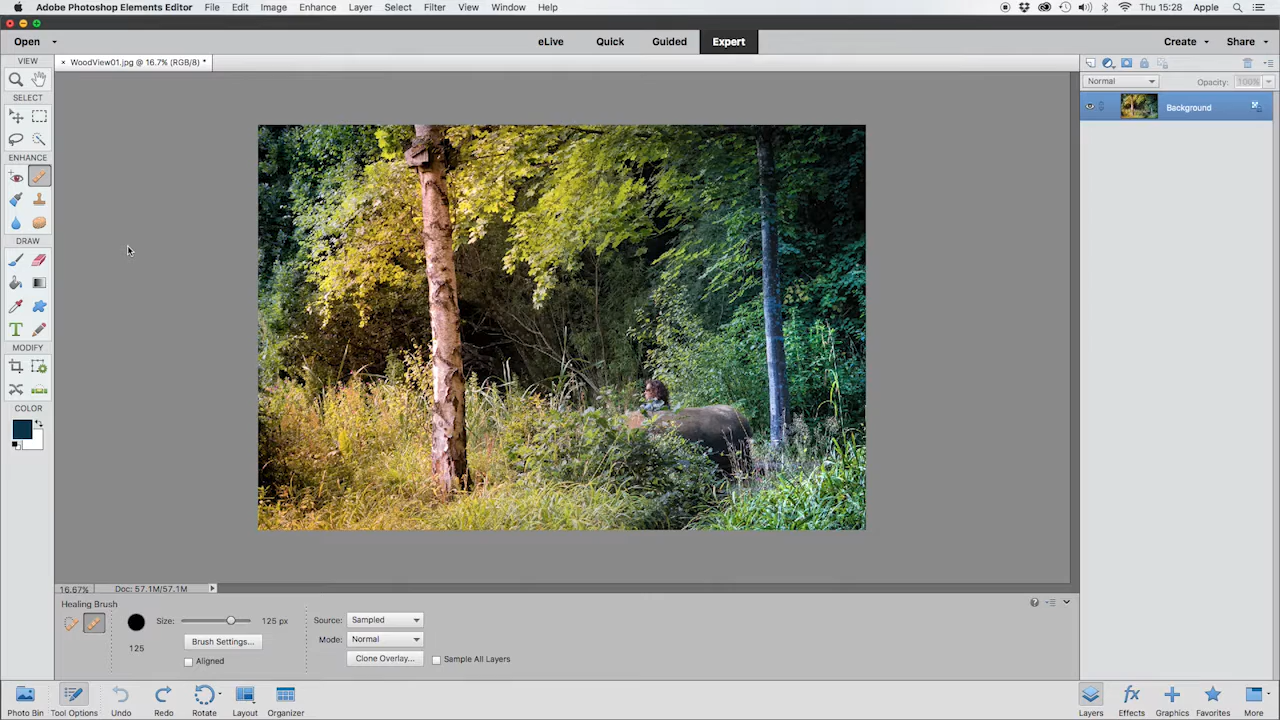 Adobe Photoshop Elements Editor File Edit Image Enhance Layer Select Filter View Window Help Thu 15:28 Apple
Open eLive Quick Guided Expert Create Share
VIEW × WoodView01.jpg @ 16.7% (RGB/8) *
SELECT
Normal Opacity: 100%
Background
ENHANCE
DRAW
T
MODIFY
COLOR
16.67% Doc: 57.1M/57.1M
Healing Brush
Size: 125 px Source: Sampled
125 Brush Settings... Mode: Normal
Aligned Clone Overlay... Sample All Layers
fx
Photo Bin Tool Options Undo Redo Rotate Layout Organizer Layers Effects Graphics Favorites More